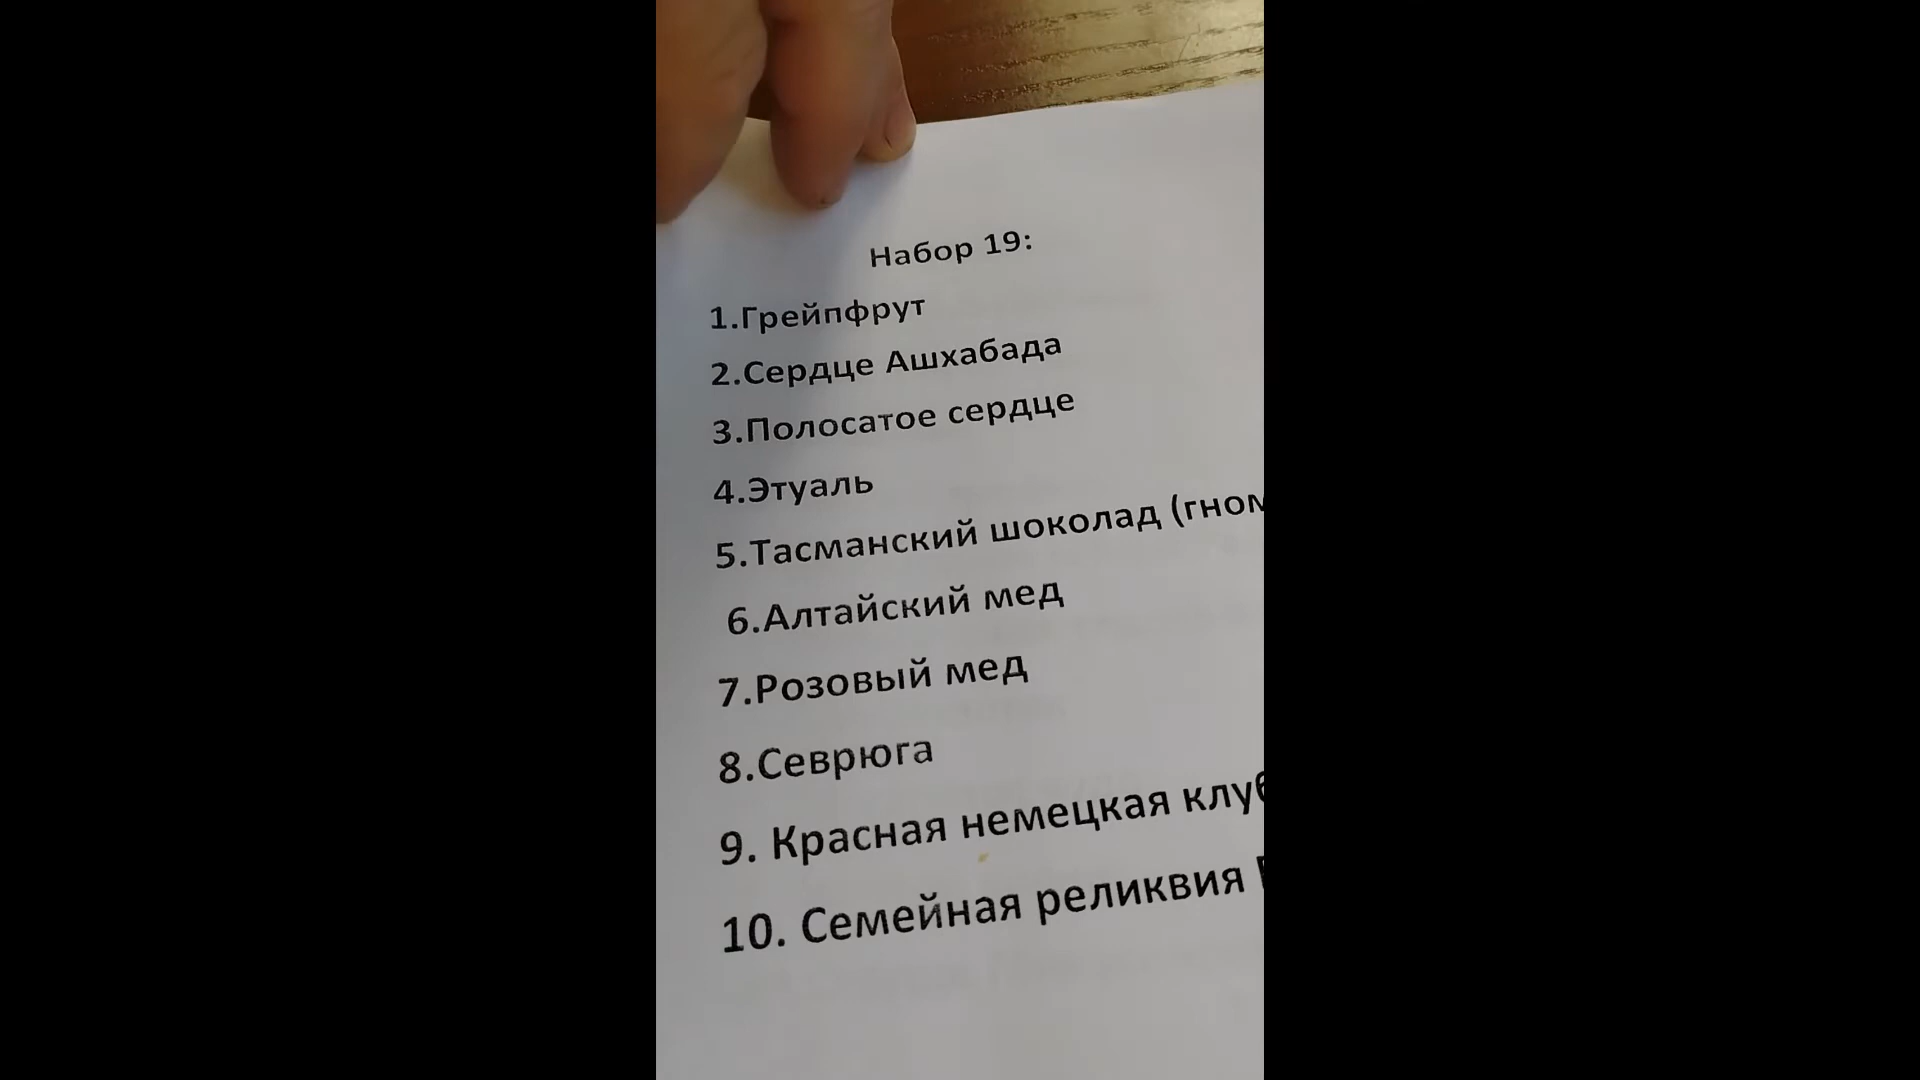 Набор 19:
1.Грейпфрут
2.Сердце Ашхабада
3.Полосатое сердце
4.Этуаль
5.Тасманский шоколад (гном
6.Алтайский мед
7.Розовый мед
8.Севрюга
9. Красная немецкая клуб
10. Семейная реликвия